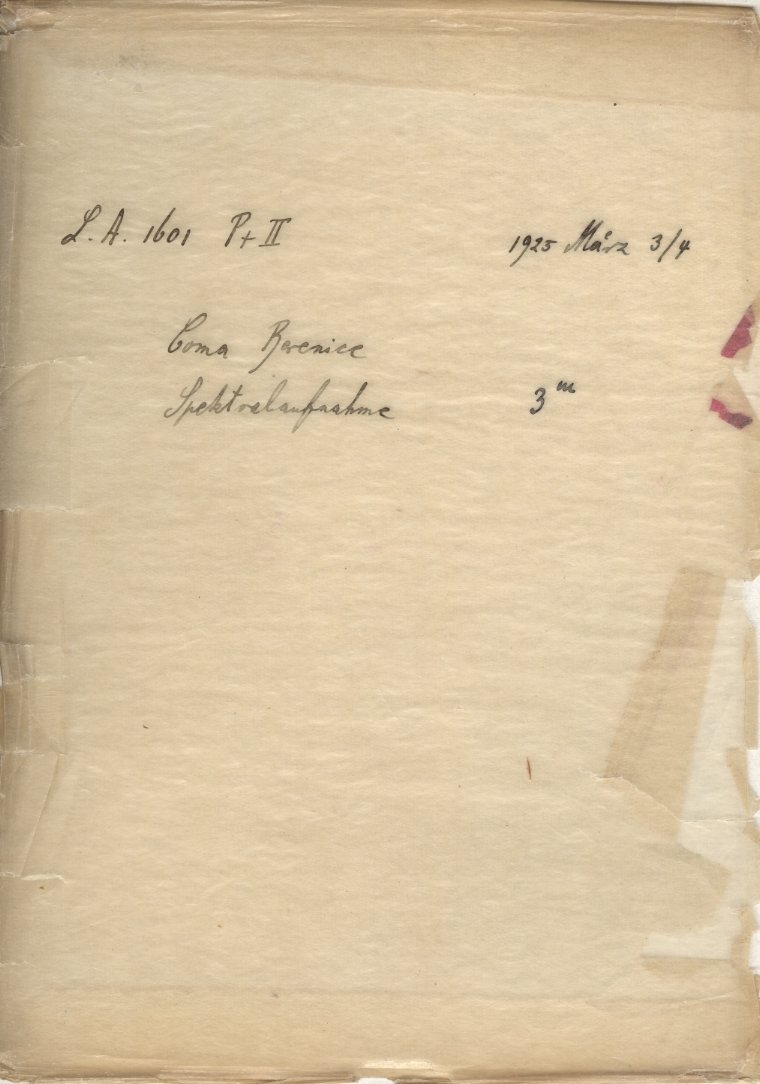 L.A. 1601 P+II 1925 März 3/4
Coma Berenice
Spektralaufnahme 3m